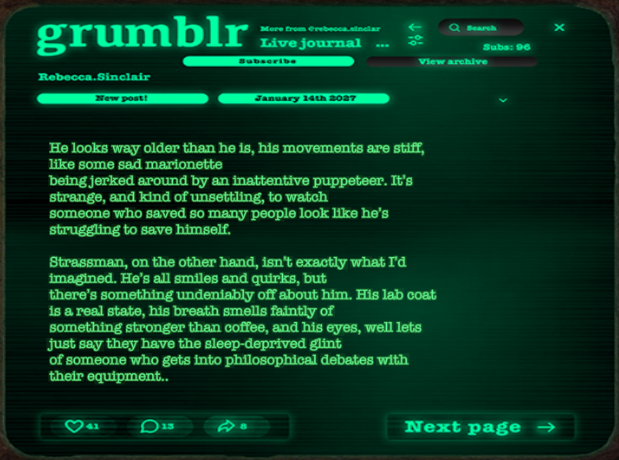 grumblr
More from @rebecca.sinclar
Live journal ...
Search
Subs: 96
Subscribe
View archive
Rebecca.Sinclair
New post!
January 14th 2027
He looks way older than he is, his movements are stiff,
like some sad marionette
being jerked around by an inattentive puppeteer. It's
strange, and kind of unsettling, to watch
someone who saved so many people look like he's
struggling to save himself.
Strassman, on the other hand, isn't exactly what I'd
imagined. He's all smiles and quirks, but
there's something undeniably off about him. His lab coat
is a real state, his breath smells faintly of
something stronger than coffee, and his eyes, well lets
just say they have the sleep-deprived glint
of someone who gets into philosophical debates with
their equipment..
41
13
8
Next page →